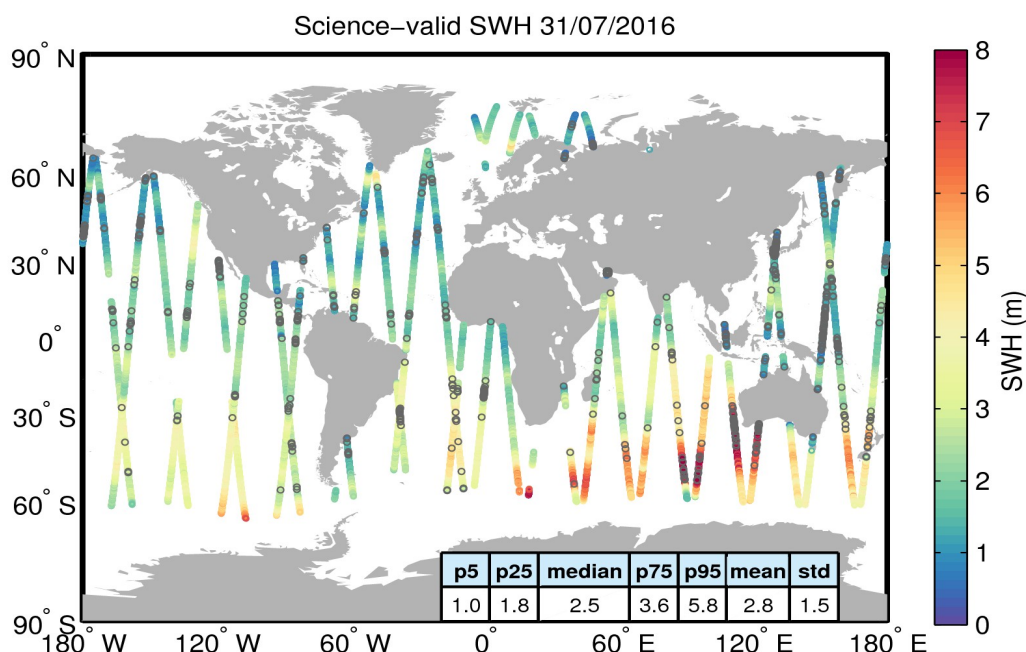 Science−valid SWH 31/07/2016
90° N
60° N
30° N
0°
30° S
60° S
90° S
180° W 120° W 60° W 0° 60° E 120° E 180° E
p5 p25 median p75 p95 mean std
1.0 1.8 2.5 3.6 5.8 2.8 1.5
8
7
6
5
4
3
2
1
0
SWH (m)